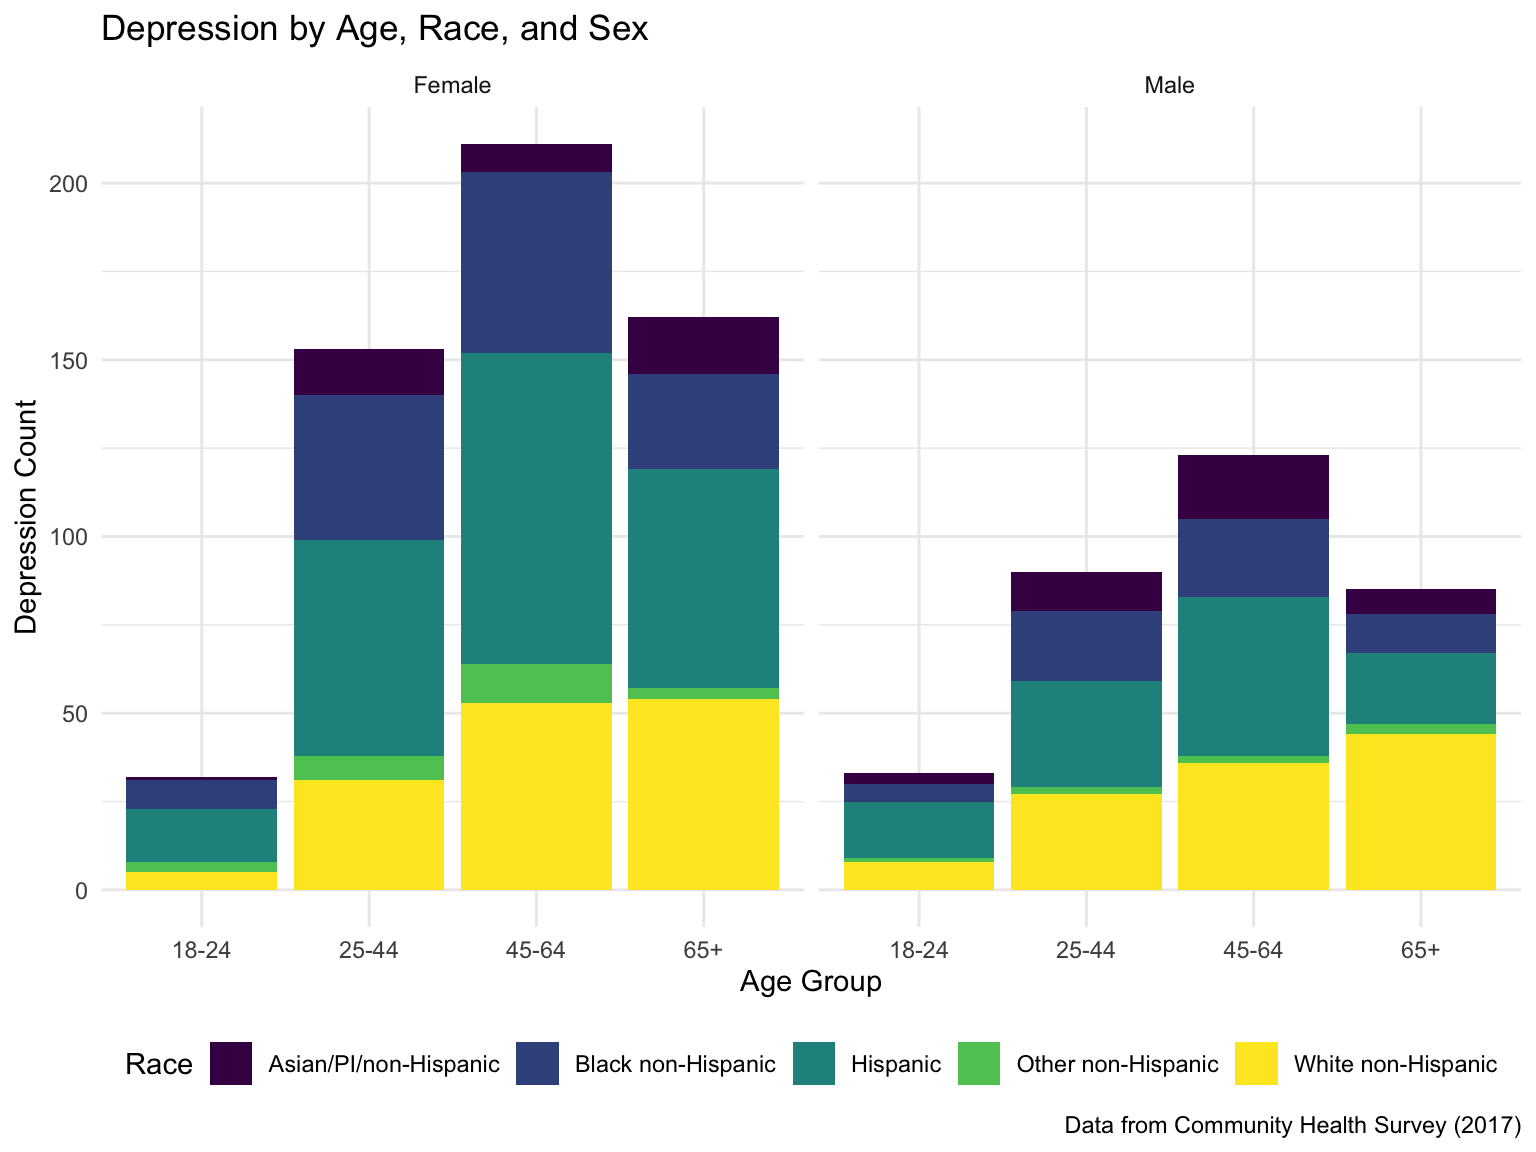 Depression by Age, Race, and Sex
Female
Male
Depression Count
200
150
100
50
0
18-24
25-44
45-64
65+
18-24
25-44
45-64
65+
Age Group
Race
Asian/PI/non-Hispanic
Black non-Hispanic
Hispanic
Other non-Hispanic
White non-Hispanic
Data from Community Health Survey (2017)